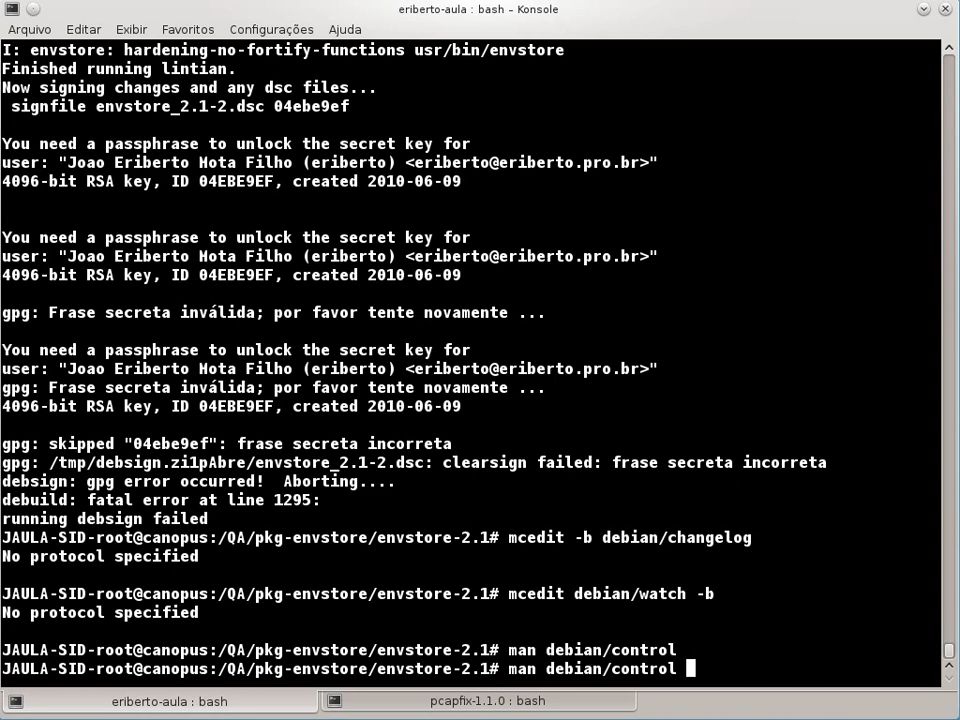 eriberto-aula : bash – Konsole
Arquivo Editar Exibir Favoritos Configurações Ajuda
I: envstore: hardening-no-fortify-functions usr/bin/envstore
Finished running lintian.
Now signing changes and any dsc files...
signfile envstore_2.1-2.dsc 04ebe9ef
You need a passphrase to unlock the secret key for
user: "Joao Eriberto Mota Filho (eriberto) <eriberto@eriberto.pro.br>"
4096-bit RSA key, ID 04EBE9EF, created 2010-06-09
You need a passphrase to unlock the secret key for
user: "Joao Eriberto Mota Filho (eriberto) <eriberto@eriberto.pro.br>"
4096-bit RSA key, ID 04EBE9EF, created 2010-06-09
gpg: Frase secreta inválida; por favor tente novamente ...
You need a passphrase to unlock the secret key for
user: "Joao Eriberto Mota Filho (eriberto) <eriberto@eriberto.pro.br>"
gpg: Frase secreta inválida; por favor tente novamente ...
4096-bit RSA key, ID 04EBE9EF, created 2010-06-09
gpg: skipped "04ebe9ef": frase secreta incorreta
gpg: /tmp/debsign.zi1pAbre/envstore_2.1-2.dsc: clearsign failed: frase secreta incorreta
debsign: gpg error occurred!  Aborting....
debuild: fatal error at line 1295:
running debsign failed
JAULA-SID-root@canopus:/QA/pkg-envstore/envstore-2.1# mcedit -b debian/changelog
No protocol specified
JAULA-SID-root@canopus:/QA/pkg-envstore/envstore-2.1# mcedit debian/watch -b
No protocol specified
JAULA-SID-root@canopus:/QA/pkg-envstore/envstore-2.1# man debian/control
JAULA-SID-root@canopus:/QA/pkg-envstore/envstore-2.1# man debian/control
eriberto-aula : bash
pcapfix-1.1.0 : bash